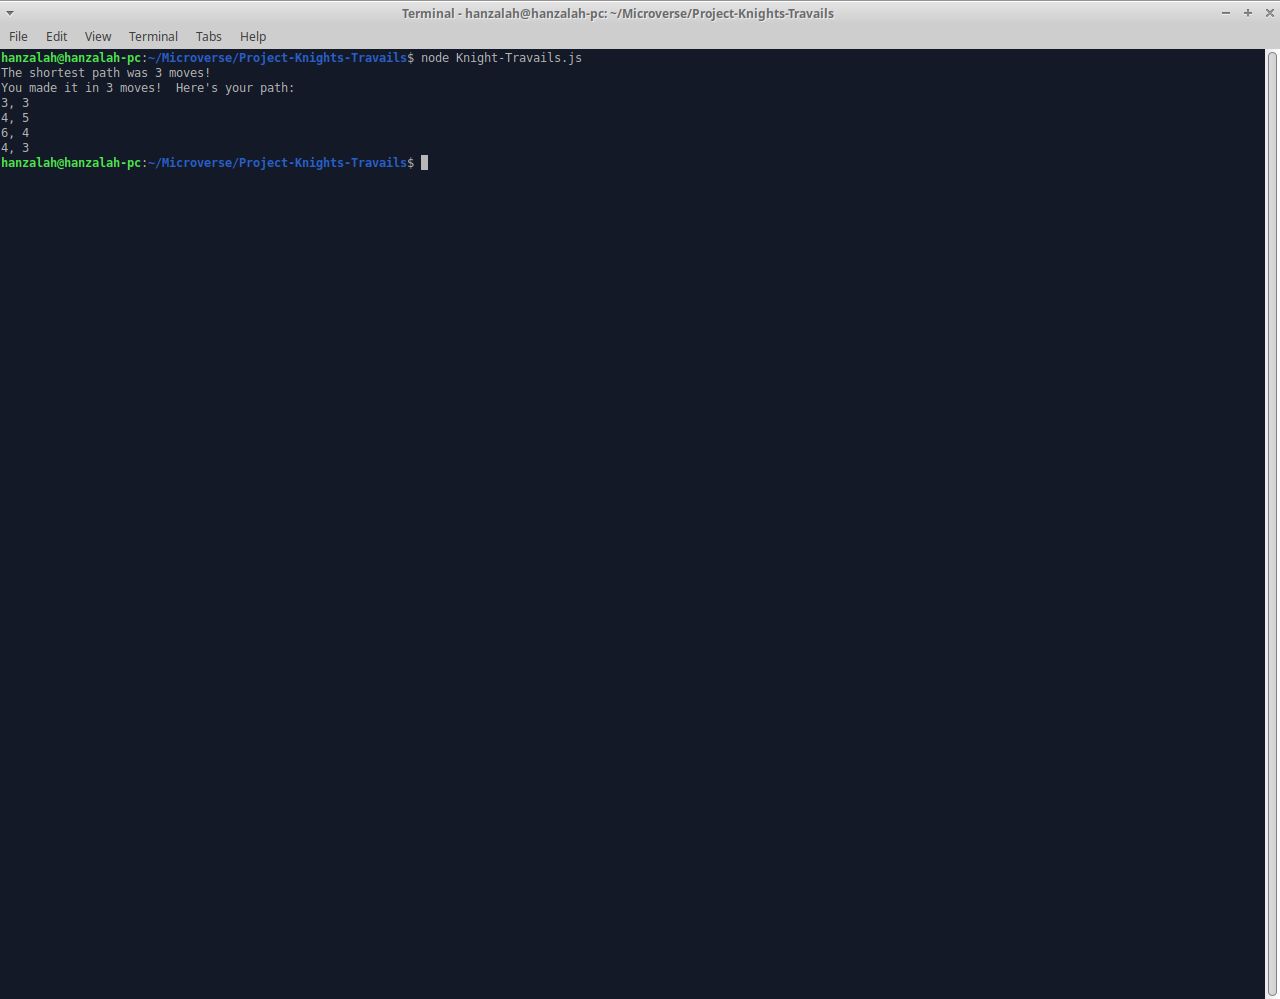 Terminal - hanzalah@hanzalah-pc: ~/Microverse/Project-Knights-Travails
File Edit View Terminal Tabs Help
hanzalah@hanzalah-pc:~/Microverse/Project-Knights-Travails$ node Knight-Travails.js
The shortest path was 3 moves!
You made it in 3 moves!  Here's your path:
3, 3
4, 5
6, 4
4, 3
hanzalah@hanzalah-pc:~/Microverse/Project-Knights-Travails$